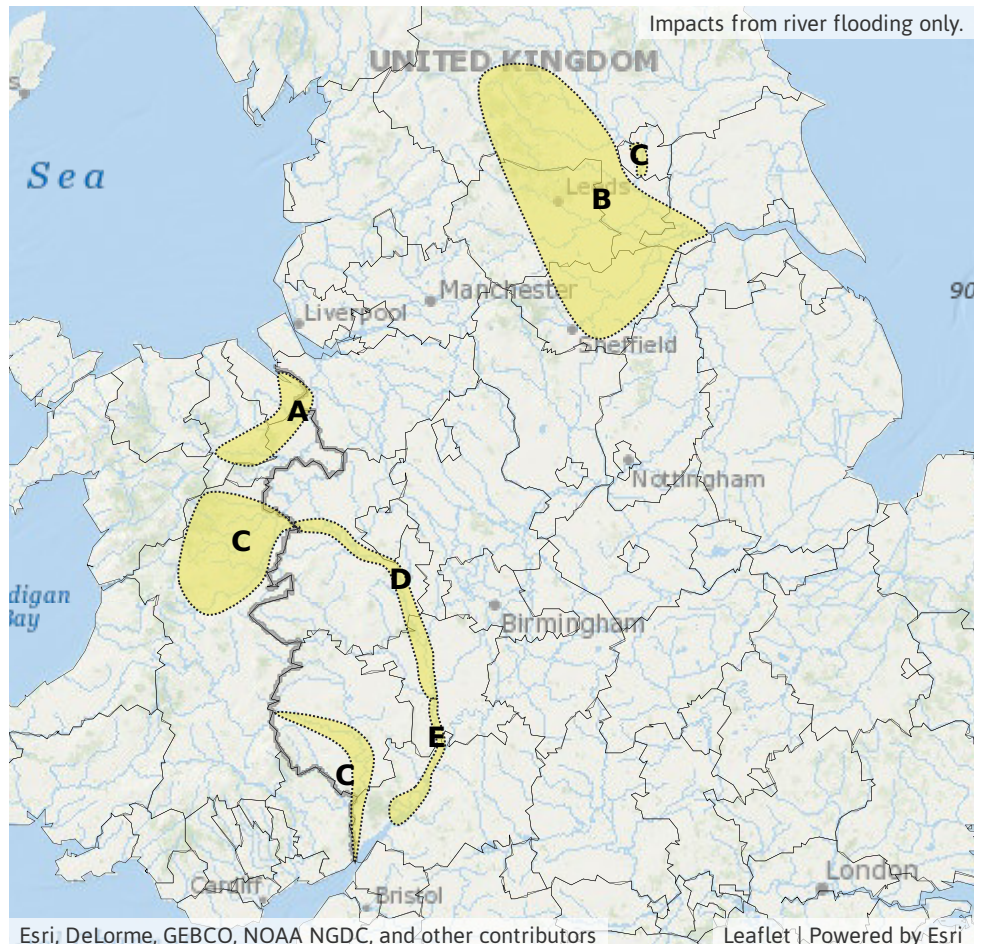 Impacts from river flooding only.
UNITED KINGDOM
s
C
Sea
Leeds
B
90
Manchester
Liverpool
Sheffield
A
Nottingham
C
D
digan
Bay
Birmingham
E
C
London
Cardiff
Bristol
Esri, DeLorme, GEBCO, NOAA NGDC, and other contributors
Leaflet | Powered by Esri